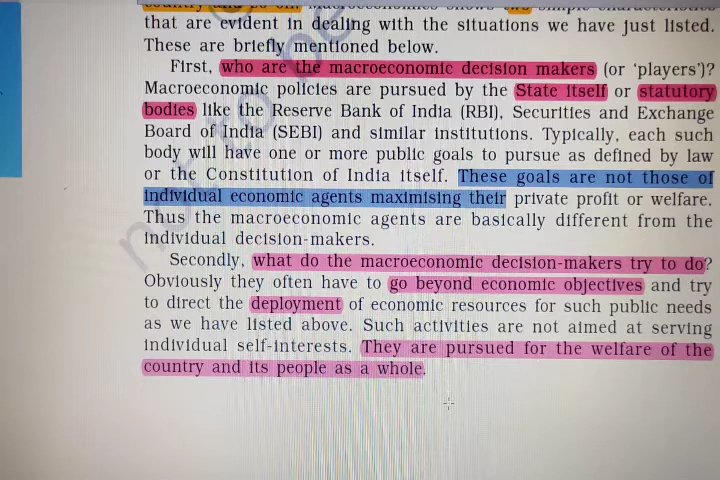 that are evident in dealing with the situations we have just listed.
These are briefly mentioned below.
First, who are the macroeconomic decision makers (or ‘players’)?
Macroeconomic policies are pursued by the State itself or statutory
bodies like the Reserve Bank of India (RBI), Securities and Exchange
Board of India (SEBI) and similar institutions. Typically, each such
body will have one or more public goals to pursue as defined by law
or the Constitution of India itself. These goals are not those of
individual economic agents maximising their private profit or welfare.
Thus the macroeconomic agents are basically different from the
individual decision-makers.
Secondly, what do the macroeconomic decision-makers try to do?
Obviously they often have to go beyond economic objectives and try
to direct the deployment of economic resources for such public needs
as we have listed above. Such activities are not aimed at serving
individual self-interests. They are pursued for the welfare of the
country and its people as a whole.
not to be